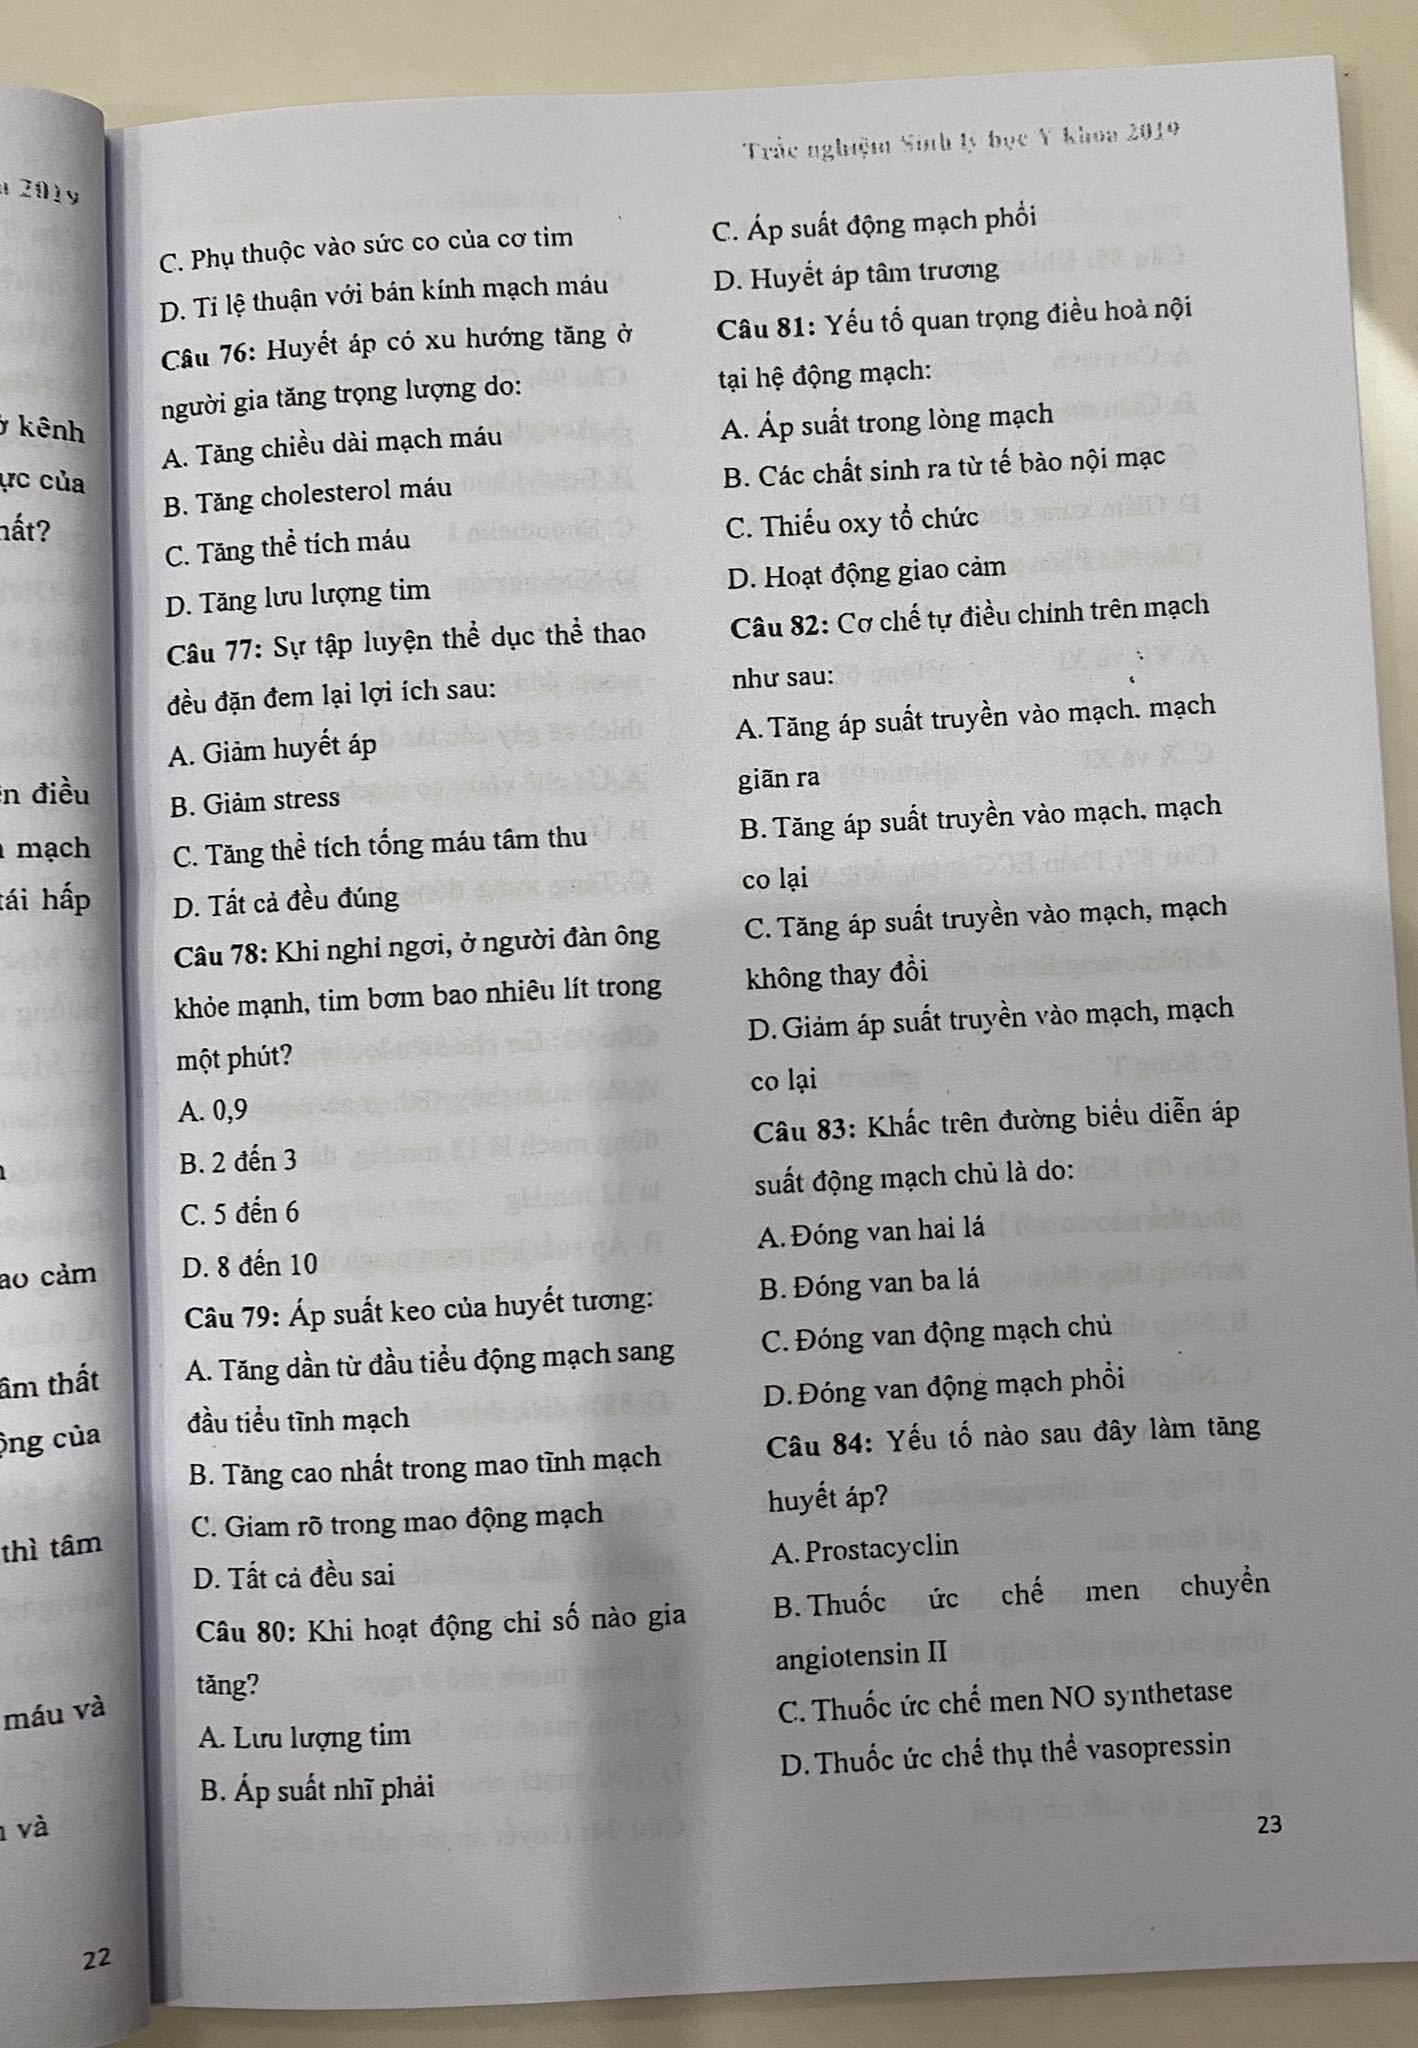 2019
kênh
ực của
điều
mạch
tái hấp
cảm
thất
của
thì tâm
máu và
và
22
Trắc nghiệm Sinh lý học Y khoa 2019
C. Phụ thuộc vào sức co của cơ tim
D. Tỉ lệ thuận với bán kính mạch máu
Câu 76: Huyết áp có xu hướng tăng ở
người gia tăng trọng lượng do:
A. Tăng chiều dài mạch máu
B. Tăng cholesterol máu
C. Tăng thể tích máu
D. Tăng lưu lượng tim
Câu 77: Sự tập luyện thể dục thể thao
đều đặn đem lại lợi ích sau:
A. Giảm huyết áp
B. Giảm stress
C. Tăng thể tích tống máu tâm thu
D. Tất cả đều đúng
Câu 78: Khi nghỉ ngơi, ở người đàn ông
khỏe mạnh, tim bơm bao nhiêu lít trong
một phút?
A. 0,9
B. 2 đến 3
C. 5 đến 6
D. 8 đến 10
Câu 79: Áp suất keo của huyết tương:
A. Tăng dần từ đầu tiểu động mạch sang
đầu tiểu tĩnh mạch
B. Tăng cao nhất trong mao tĩnh mạch
C. Giam rõ trong mao động mạch
D. Tất cả đều sai
Câu 80: Khi hoạt động chỉ số nào gia
tăng?
A. Lưu lượng tim
B. Áp suất nhĩ phải
C. Áp suất động mạch phổi
D. Huyết áp tâm trương
Câu 81: Yếu tố quan trọng điều hoà nội
tại hệ động mạch:
A. Áp suất trong lòng mạch
B. Các chất sinh ra từ tế bào nội mạc
C. Thiếu oxy tổ chức
D. Hoạt động giao cảm
Câu 82: Cơ chế tự điều chỉnh trên mạch
như sau:
A. Tăng áp suất truyền vào mạch. mạch
giãn ra
B. Tăng áp suất truyền vào mạch, mạch
co lại
C. Tăng áp suất truyền vào mạch, mạch
không thay đổi
D. Giảm áp suất truyền vào mạch, mạch
co lại
Câu 83: Khấc trên đường biểu diễn áp
suất động mạch chủ là do:
A. Đóng van hai lá
B. Đóng van ba lá
C. Đóng van động mạch chủ
D. Đóng van động mạch phổi
Câu 84: Yếu tố nào sau đây làm tăng
huyết áp?
A. Prostacyclin
B. Thuốc ức chế men chuyển
angiotensin II
C. Thuốc ức chế men NO synthetase
D. Thuốc ức chế thụ thể vasopressin
23